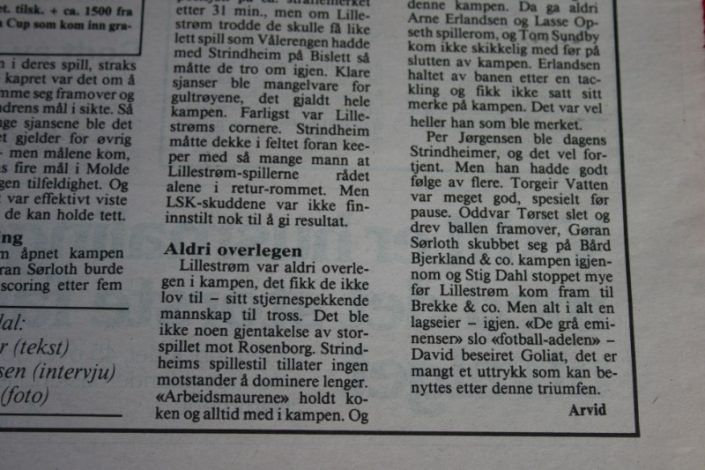 et. tilsk. + ca. 1500 fra
Cup som kom inn gra-
i deres spill, straks
kapret var det om å
mme seg framover og
ndrens mål i sikte. Så
nge sjansene ble det
gjelder for øvrig
– men målene kom,
ns fire mål i Molde
gen tilfeldighet. Og
var effektivt viste
de kan holde tett.
ng
m åpnet kampen
ran Sørloth burde
scoring etter fem
dal:
r (tekst)
sen (intervju)
(foto)
etter 31 min., men om Lille-
strøm trodde de skulle få like
lett spill som Vålerengen hadde
med Strindheim på Bislett så
måtte de tro om igjen. Klare
sjanser ble mangelvare for
gultrøyene, det gjaldt hele
kampen. Farligst var Lille-
strøms cornere. Strindheim
måtte dekke i feltet foran kee-
per med så mange mann at
Lillestrøm-spillerne rådet
alene i retur-rommet. Men
LSK-skuddene var ikke fin-
innstilt nok til å gi resultat.
Aldri overlegen
Lillestrøm var aldri overle-
gen i kampen, det fikk de ikke
lov til – sitt stjernespekkende
mannskap til tross. Det ble
ikke noen gjentakelse av stor-
spillet mot Rosenborg. Strind-
heims spillestil tillater ingen
motstander å dominere lenger.
«Arbeidsmaurene» holdt ko-
ken og alltid med i kampen. Og
denne kampen. Da ga aldri
Arne Erlandsen og Lasse Op-
seth spillerom, og Tom Sundby
kom ikke skikkelig med før på
slutten av kampen. Erlandsen
haltet av banen etter en tac-
kling og fikk ikke satt sitt
merke på kampen. Det var vel
heller han som ble merket.
Per Jørgensen ble dagens
Strindheimer, og det vel for-
tjent. Men han hadde godt
følge av flere. Torgeir Vatten
var meget god, spesielt før
pause. Oddvar Tørset slet og
drev ballen framover, Gøran
Sørloth skubbet seg på Bård
Bjerkland & co. kampen igjen-
nom og Stig Dahl stoppet mye
før Lillestrøm kom fram til
Brekke & co. Men alt i alt en
lagseier – igjen. «De grå emi-
nenser» slo «fotball-adelen» –
David beseiret Goliat, det er
mangt et uttrykk som kan be-
nyttes etter denne triumfen.
Arvid